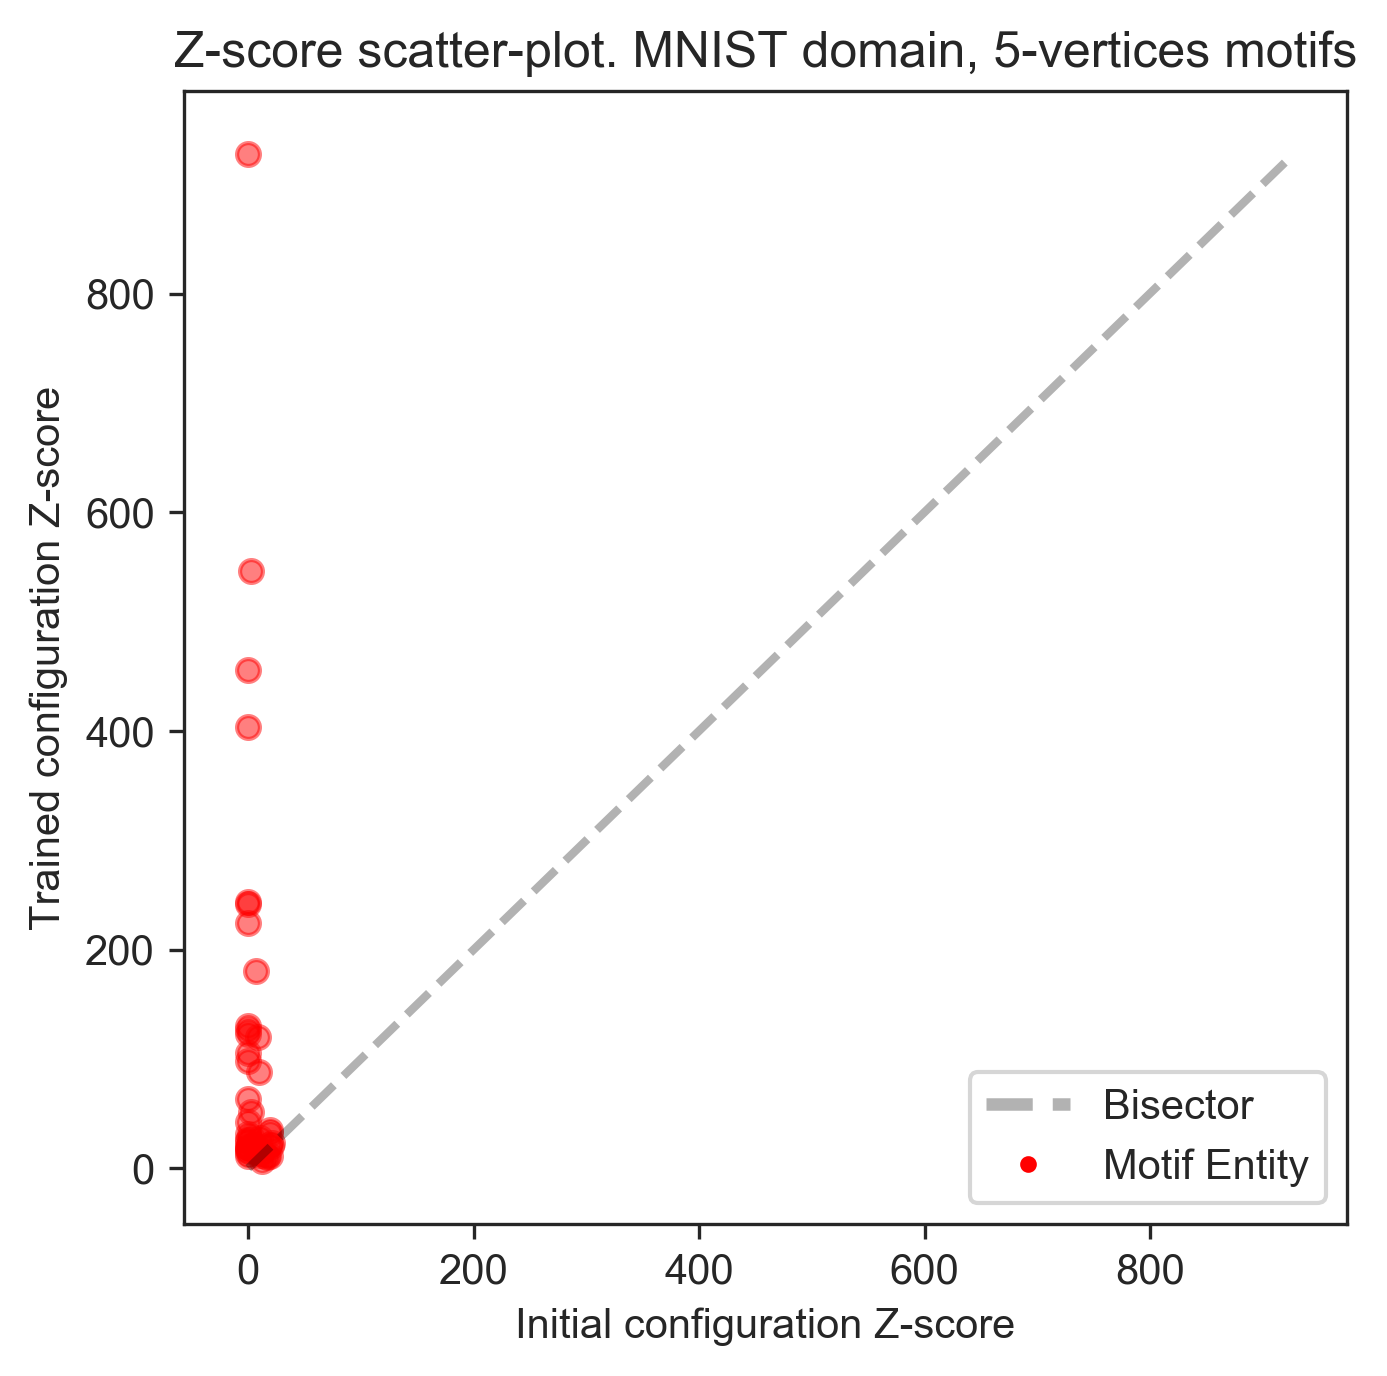 Z-score scatter-plot. MNIST domain, 5-vertices motifs
800
600
400
200
0
Trained configuration Z-score
0 200 400 600 800
Initial configuration Z-score
Bisector
Motif Entity